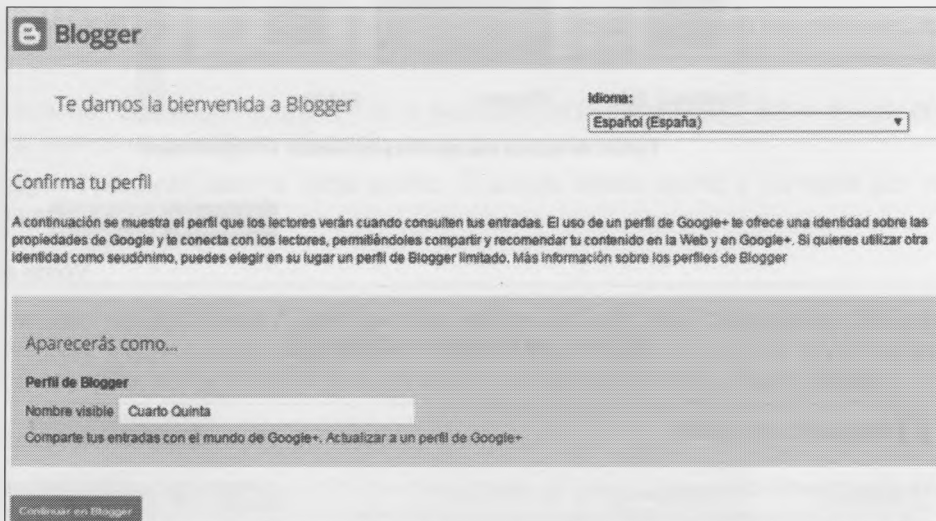 Blogger
Te damos la bienvenida a Blogger
Idioma:
Español (España)
Confirma tu perfil
A continuación se muestra el perfil que los lectores verán cuando consulten tus entradas. El uso de un perfil de Google+ te ofrece una identidad sobre las
propiedades de Google y te conecta con los lectores, permitiéndoles compartir y recomendar tu contenido en la Web y en Google+. Si quieres utilizar otra
identidad como seudónimo, puedes elegir en su lugar un perfil de Blogger limitado. Más información sobre los perfiles de Blogger
Aparecerás como...
Perfil de Blogger
Nombre visible Cuarto Quinta
Comparte tus entradas con el mundo de Google+. Actualizar a un perfil de Google+
Continuar en Blogger